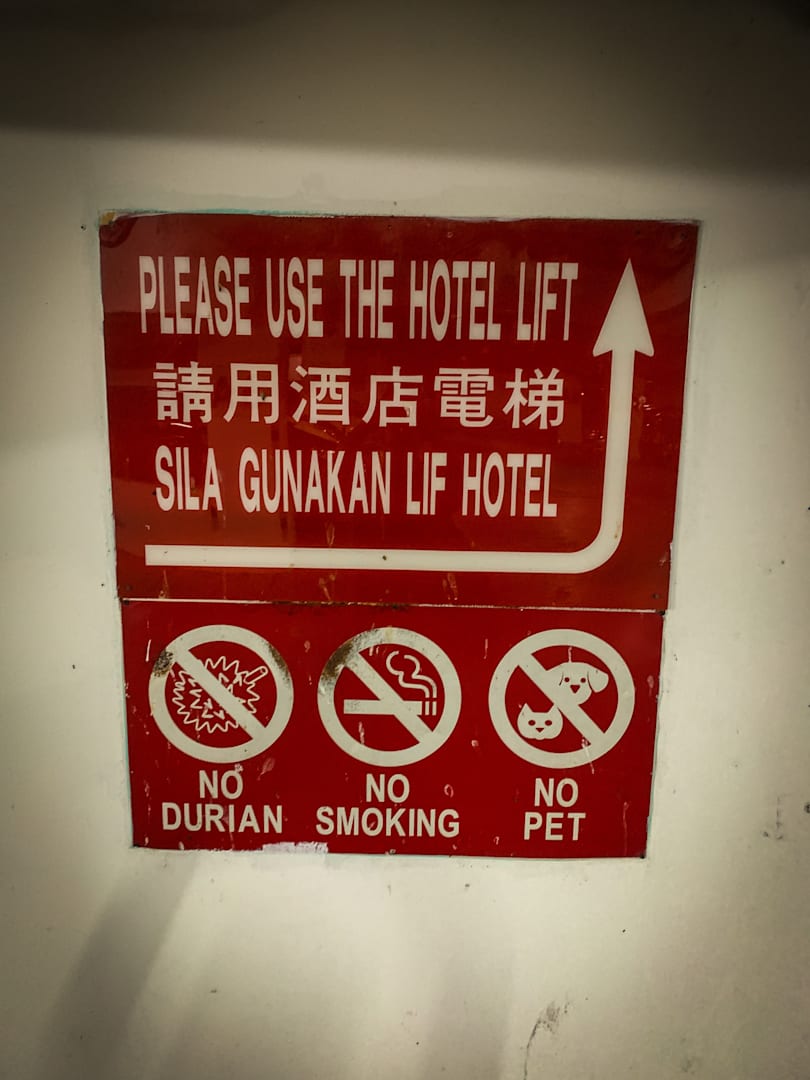 PLEASE USE THE HOTEL LIFT
請用酒店電梯
SILA GUNAKAN LIF HOTEL
NO
DURIAN
NO
SMOKING
NO
PET